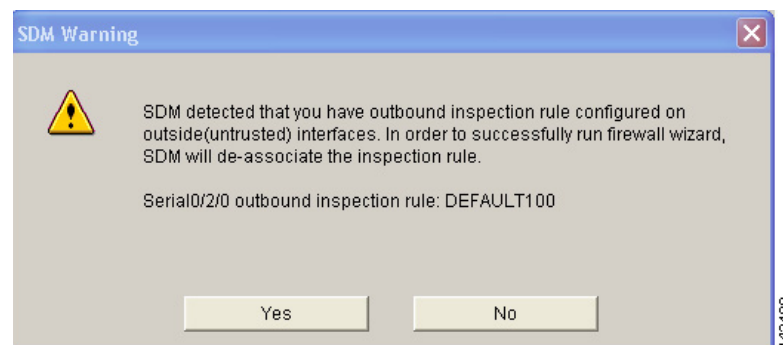 SDM Warning
SDM detected that you have outbound inspection rule configured on
outside(untrusted) interfaces. In order to successfully run firewall wizard,
SDM will de-associate the inspection rule.
Serial0/2/0 outbound inspection rule: DEFAULT100
Yes
No